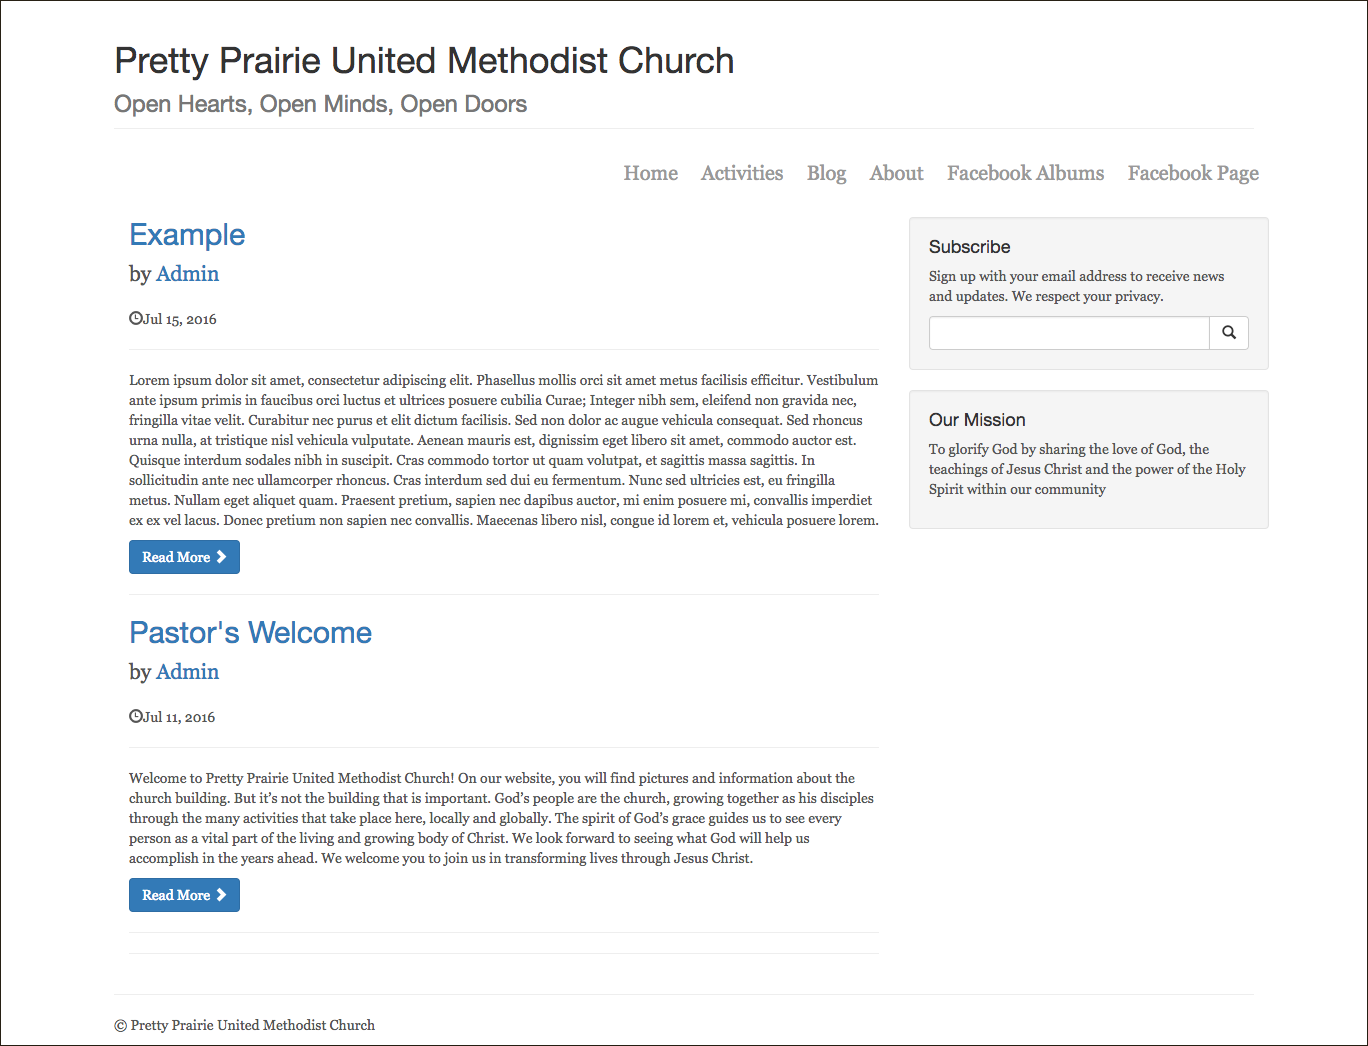 Pretty Prairie United Methodist Church
Open Hearts, Open Minds, Open Doors
Home Activities Blog About Facebook Albums Facebook Page
Example
by Admin
Jul 15, 2016
Lorem ipsum dolor sit amet, consectetur adipiscing elit. Phasellus mollis orci sit amet metus facilisis efficitur. Vestibulum
ante ipsum primis in faucibus orci luctus et ultrices posuere cubilia Curae; Integer nibh sem, eleifend non gravida nec,
fringilla vitae velit. Curabitur nec purus et elit dictum facilisis. Sed non dolor ac augue vehicula consequat. Sed rhoncus
urna nulla, at tristique nisl vehicula vulputate. Aenean mauris est, dignissim eget libero sit amet, commodo auctor est.
Quisque interdum sodales nibh in suscipit. Cras commodo tortor ut quam volutpat, et sagittis massa sagittis. In
sollicitudin ante nec ullamcorper rhoncus. Cras interdum sed dui eu fermentum. Nunc sed ultricies est, eu fringilla
metus. Nullam eget aliquet quam. Praesent pretium, sapien nec dapibus auctor, mi enim posuere mi, convallis imperdiet
ex ex vel lacus. Donec pretium non sapien nec convallis. Maecenas libero nisl, congue id lorem et, vehicula posuere lorem.
Read More
Pastor's Welcome
by Admin
Jul 11, 2016
Welcome to Pretty Prairie United Methodist Church! On our website, you will find pictures and information about the
church building. But it’s not the building that is important. God’s people are the church, growing together as his disciples
through the many activities that take place here, locally and globally. The spirit of God’s grace guides us to see every
person as a vital part of the living and growing body of Christ. We look forward to seeing what God will help us
accomplish in the years ahead. We welcome you to join us in transforming lives through Jesus Christ.
Read More
Subscribe
Sign up with your email address to receive news
and updates. We respect your privacy.
Our Mission
To glorify God by sharing the love of God, the
teachings of Jesus Christ and the power of the Holy
Spirit within our community
© Pretty Prairie United Methodist Church